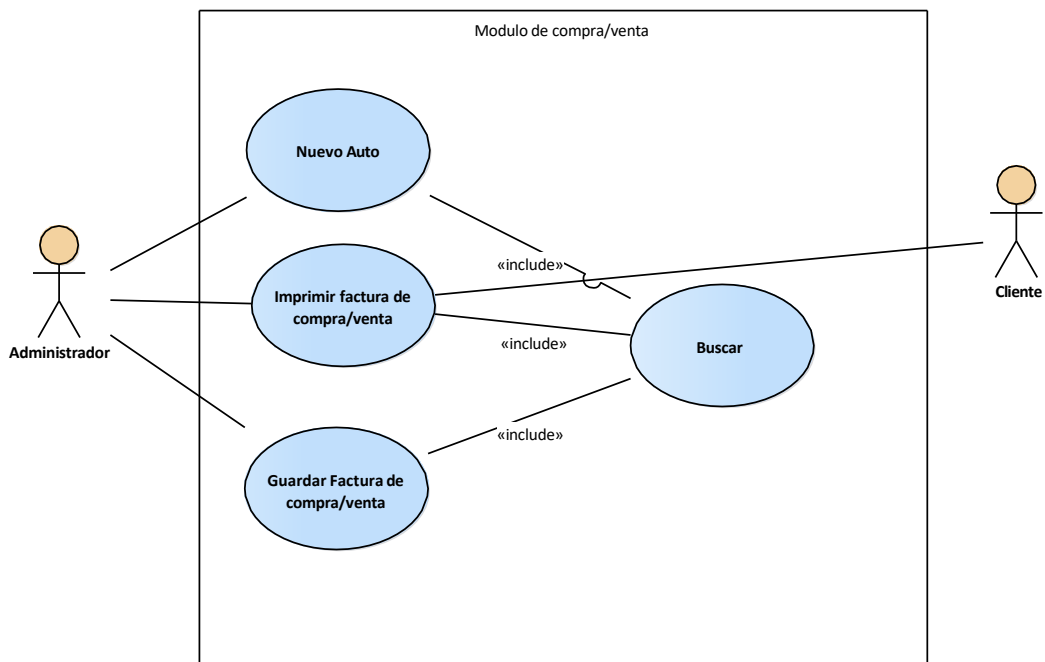 Modulo de compra/venta
Nuevo Auto
«include»
Imprimir factura de
compra/venta
Cliente
«include»
Buscar
Administrador
«include»
Guardar Factura de
compra/venta